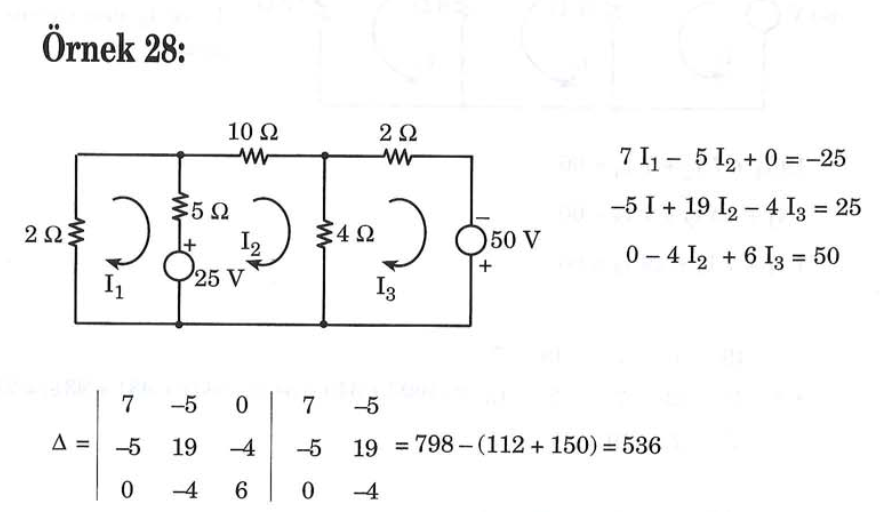 Örnek 28:
10 Ω 2 Ω
2 Ω 5 Ω 4 Ω
+ 25 V
− 50 V +
I₁ I₂ I₃
7 I₁ − 5 I₂ + 0 = −25
−5 I + 19 I₂ − 4 I₃ = 25
0 − 4 I₂ + 6 I₃ = 50
7 −5 0 7 −5
Δ = −5 19 −4 −5 19 = 798 − (112 + 150) = 536
0 −4 6 0 −4